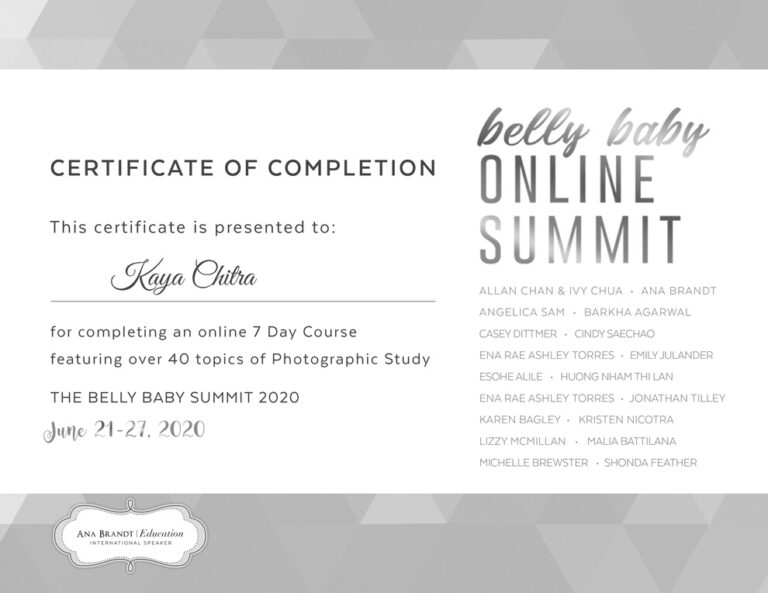 CERTIFICATE OF COMPLETION
This certificate is presented to:
Kaya Chitra
for completing an online 7 Day Course
featuring over 40 topics of Photographic Study
THE BELLY BABY SUMMIT 2020
June 21-27, 2020
belly baby
ONLINE
SUMMIT
ALLAN CHAN & IVY CHUA • ANA BRANDT
ANGELICA SAM • BARKHA AGARWAL
CASEY DITTMER • CINDY SAECHAO
ENA RAE ASHLEY TORRES • EMILY JULANDER
ESOHE ALILE • HUONG NHAM THI LAN
ENA RAE ASHLEY TORRES • JONATHAN TILLEY
KAREN BAGLEY • KRISTEN NICOTRA
LIZZY MCMILLAN • MALIA BATTILANA
MICHELLE BREWSTER • SHONDA FEATHER
ANA BRANDT | Education
INTERNATIONAL SPEAKER